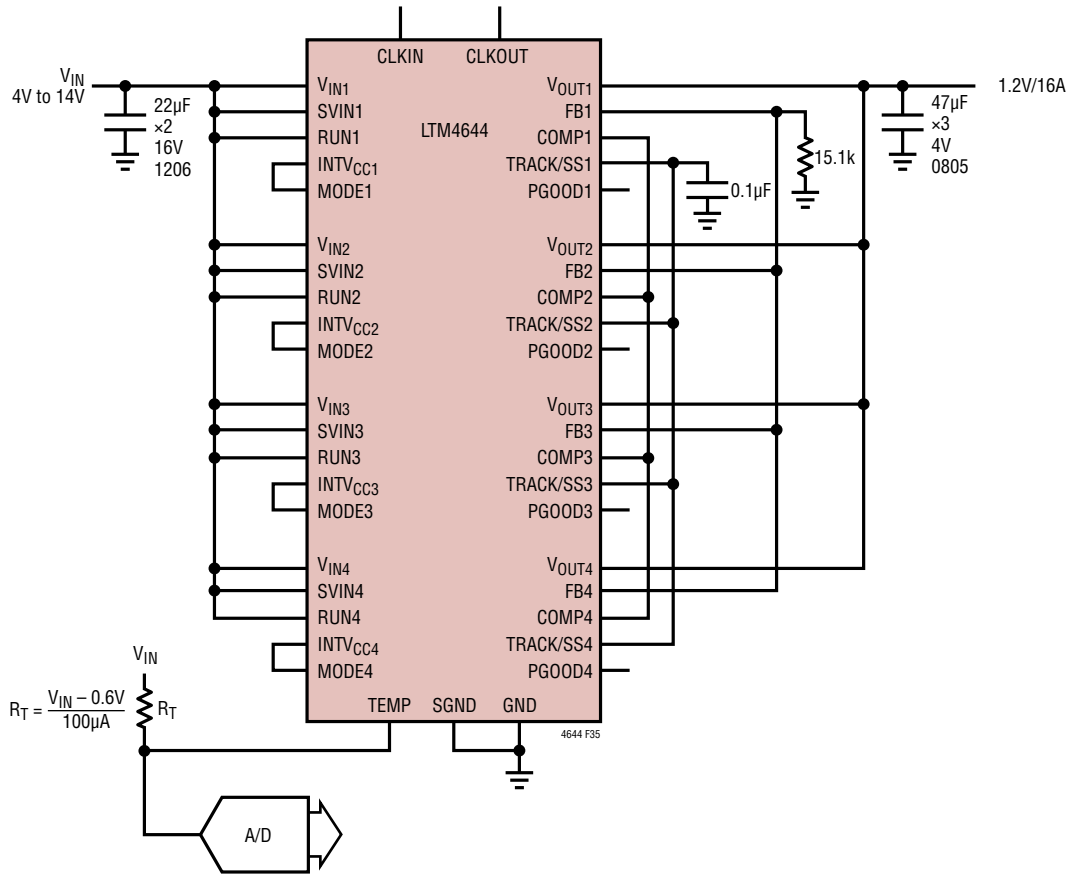 CLKIN
CLKOUT
VIN
4V to 14V
22µF
×2
16V
1206
LTM4644
VIN1
SVIN1
RUN1
INTVCC1
MODE1
VIN2
SVIN2
RUN2
INTVCC2
MODE2
VIN3
SVIN3
RUN3
INTVCC3
MODE3
VIN4
SVIN4
RUN4
INTVCC4
MODE4
VOUT1
FB1
COMP1
TRACK/SS1
PGOOD1
VOUT2
FB2
COMP2
TRACK/SS2
PGOOD2
VOUT3
FB3
COMP3
TRACK/SS3
PGOOD3
VOUT4
FB4
COMP4
TRACK/SS4
PGOOD4
1.2V/16A
47µF
×3
4V
0805
15.1k
0.1µF
TEMP
SGND
GND
4644 F35
VIN
RT = VIN – 0.6V
100µA
RT
A/D